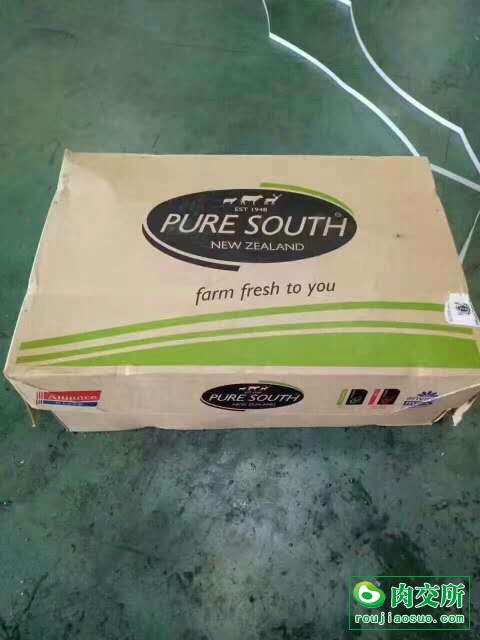 EST 1948
PURE SOUTH®
NEW ZEALAND
farm fresh to you
Alliance
PURE SOUTH
NEW ZEALAND
肉交所
roujiaosuo.com